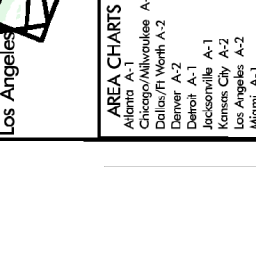 Los Angeles
AREA CHARTS
Atlanta A-1
Chicago/Milwaukee A-
Dallas/Ft Worth A-2
Denver A-2
Detroit A-1
Jacksonville A-1
Kansas City A-2
Los Angeles A-2
Miami A-1